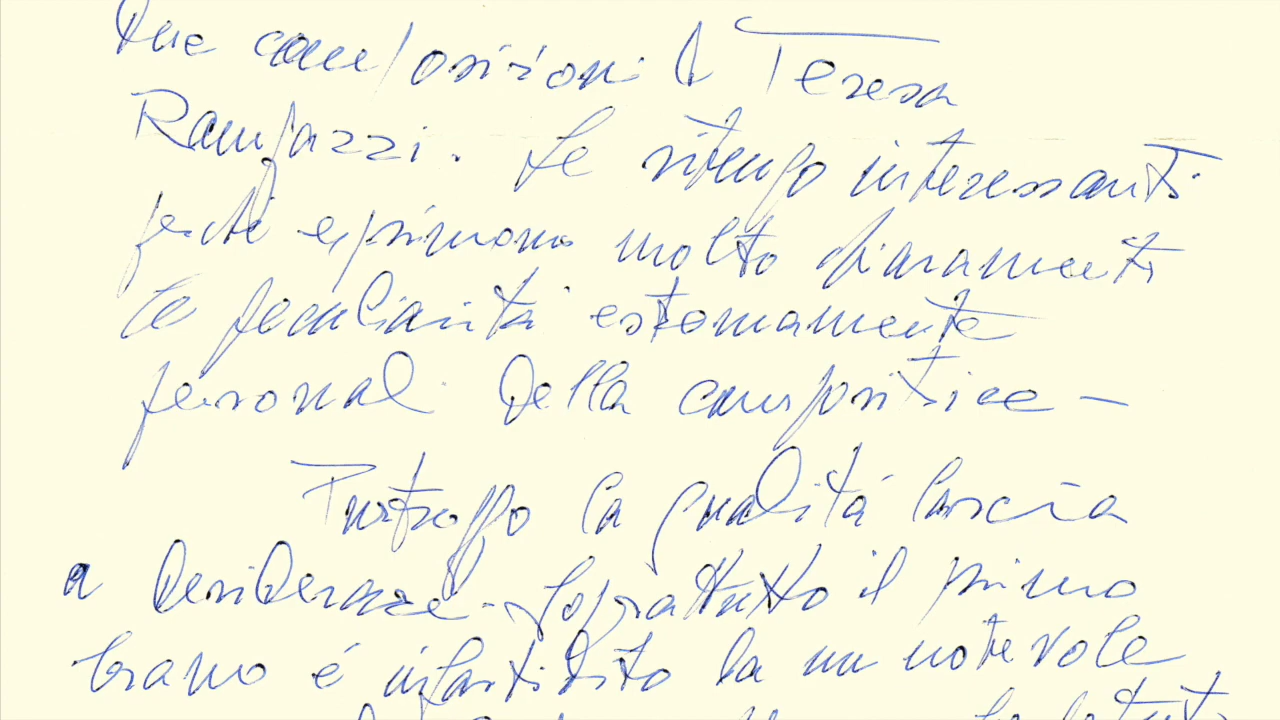 Due composizioni di Teresa
Rampazzi. Le ritengo interessanti
perché esprimono molto chiaramente
le peculiarità estremamente
personali della compositrice –
Purtroppo la qualità lascia
a desiderare - Soprattutto il primo
brano é infastidito da un notevole